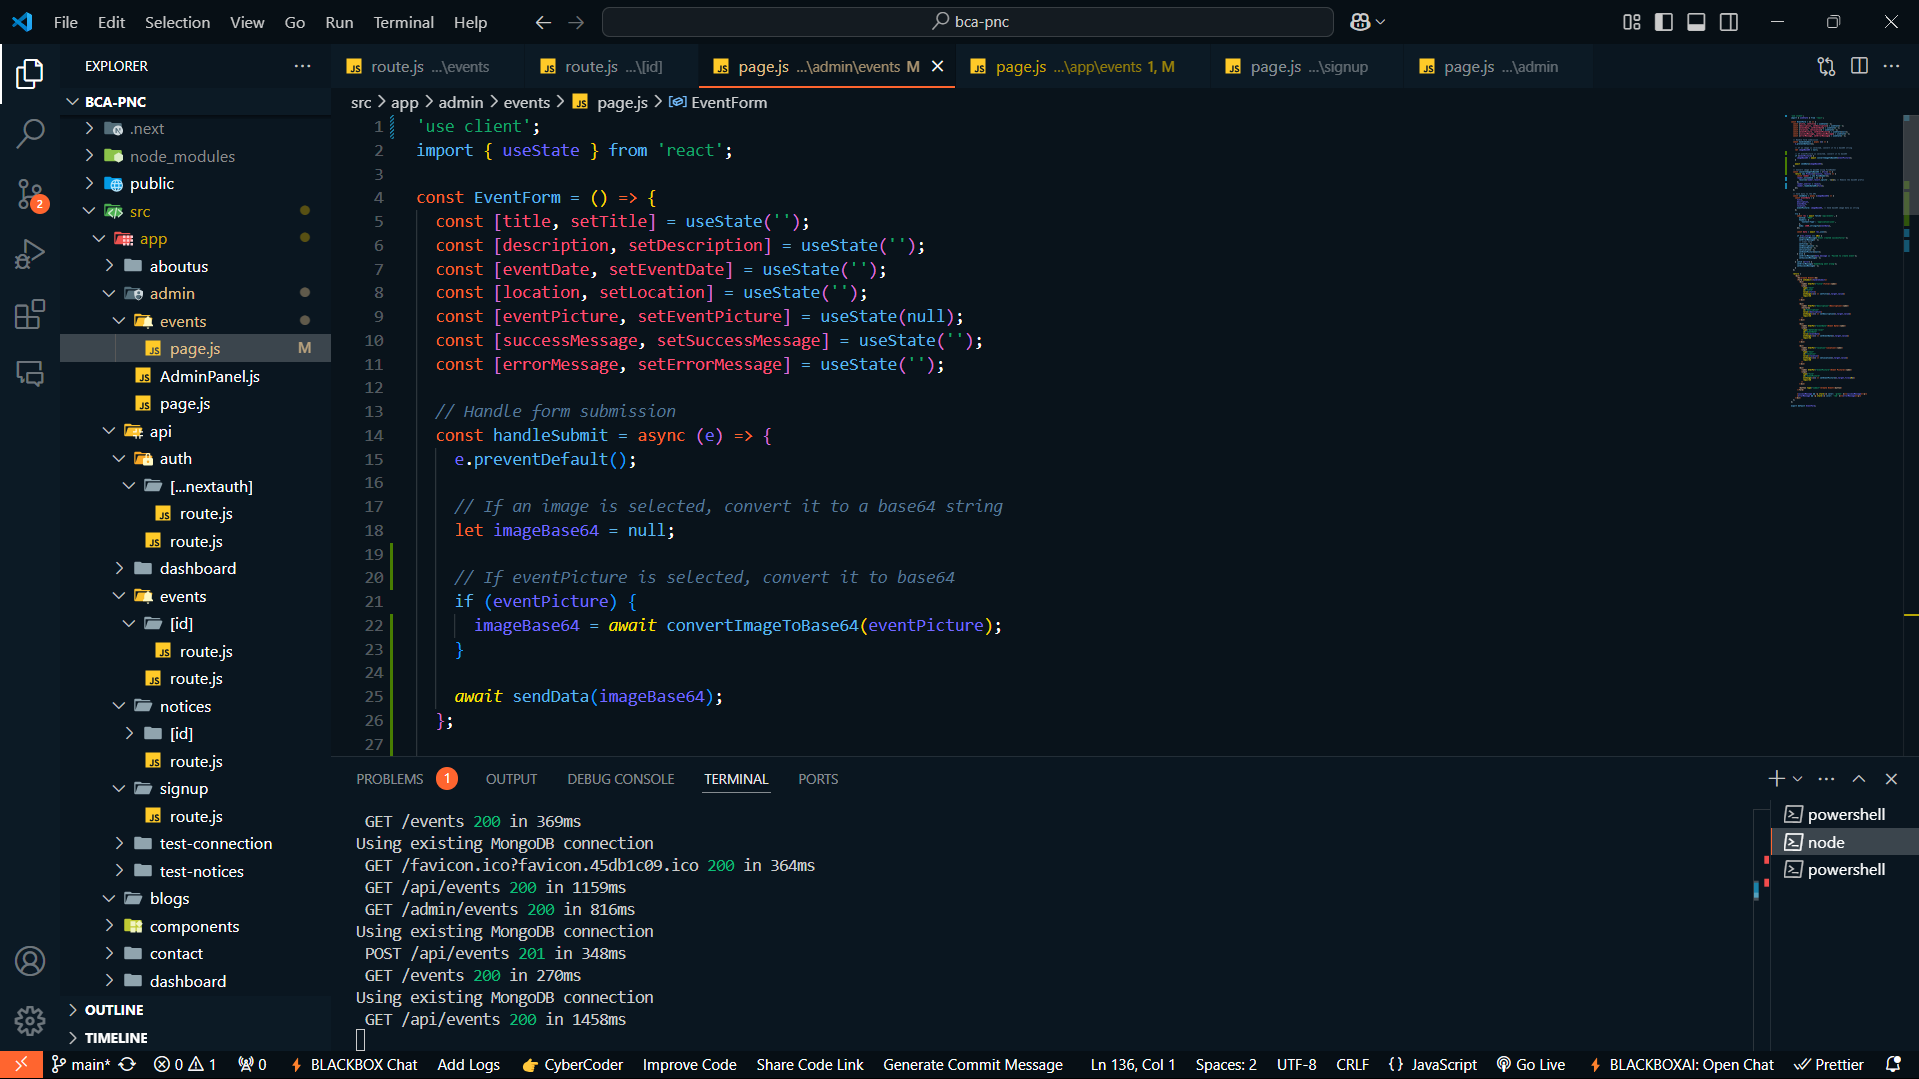 File Edit Selection View Go Run Terminal Help
bca-pnc
EXPLORER
BCA-PNC
.next
node_modules
public
src
app
aboutus
admin
events
page.js M
AdminPanel.js
page.js
api
auth
[...nextauth]
route.js
route.js
dashboard
events
[id]
route.js
route.js
notices
[id]
route.js
signup
route.js
test-connection
test-notices
blogs
components
contact
dashboard
OUTLINE
TIMELINE
2
route.js ...\events
route.js ...\[id]
page.js ...\admin\events M
page.js ...\app\events 1, M
page.js ...\signup
page.js ...\admin
src > app > admin > events > page.js > EventForm
1 'use client';
2 import { useState } from 'react';
3
4 const EventForm = () => {
5 const [title, setTitle] = useState('');
6 const [description, setDescription] = useState('');
7 const [eventDate, setEventDate] = useState('');
8 const [location, setLocation] = useState('');
9 const [eventPicture, setEventPicture] = useState(null);
10 const [successMessage, setSuccessMessage] = useState('');
11 const [errorMessage, setErrorMessage] = useState('');
12
13 // Handle form submission
14 const handleSubmit = async (e) => {
15 e.preventDefault();
16
17 // If an image is selected, convert it to a base64 string
18 let imageBase64 = null;
19
20 // If eventPicture is selected, convert it to base64
21 if (eventPicture) {
22 imageBase64 = await convertImageToBase64(eventPicture);
23 }
24
25 await sendData(imageBase64);
26 };
27
PROBLEMS 1 OUTPUT DEBUG CONSOLE TERMINAL PORTS
GET /events 200 in 369ms
Using existing MongoDB connection
GET /favicon.ico?favicon.45db1c09.ico 200 in 364ms
GET /api/events 200 in 1159ms
GET /admin/events 200 in 816ms
Using existing MongoDB connection
POST /api/events 201 in 348ms
GET /events 200 in 270ms
Using existing MongoDB connection
GET /api/events 200 in 1458ms
powershell
node
powershell
main* 0 1 0 BLACKBOX Chat Add Logs CyberCoder Improve Code Share Code Link Generate Commit Message Ln 136, Col 1 Spaces: 2 UTF-8 CRLF {} JavaScript Go Live BLACKBOXAI: Open Chat Prettier